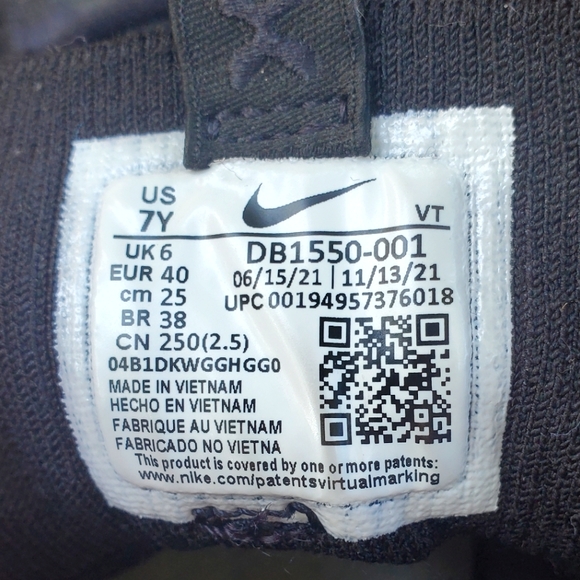 US
7Y
VT
UK 6
DB1550-001
EUR 40
06/15/21 | 11/13/21
cm 25
UPC 00194957376018
BR 38
CN 250(2.5)
04B1DKWGGHGG0
MADE IN VIETNAM
HECHO EN VIETNAM
FABRIQUE AU VIETNAM
FABRICADO NO VIETNA
This product is covered by one or more patents:
www.nike.com/patentsvirtualmarking